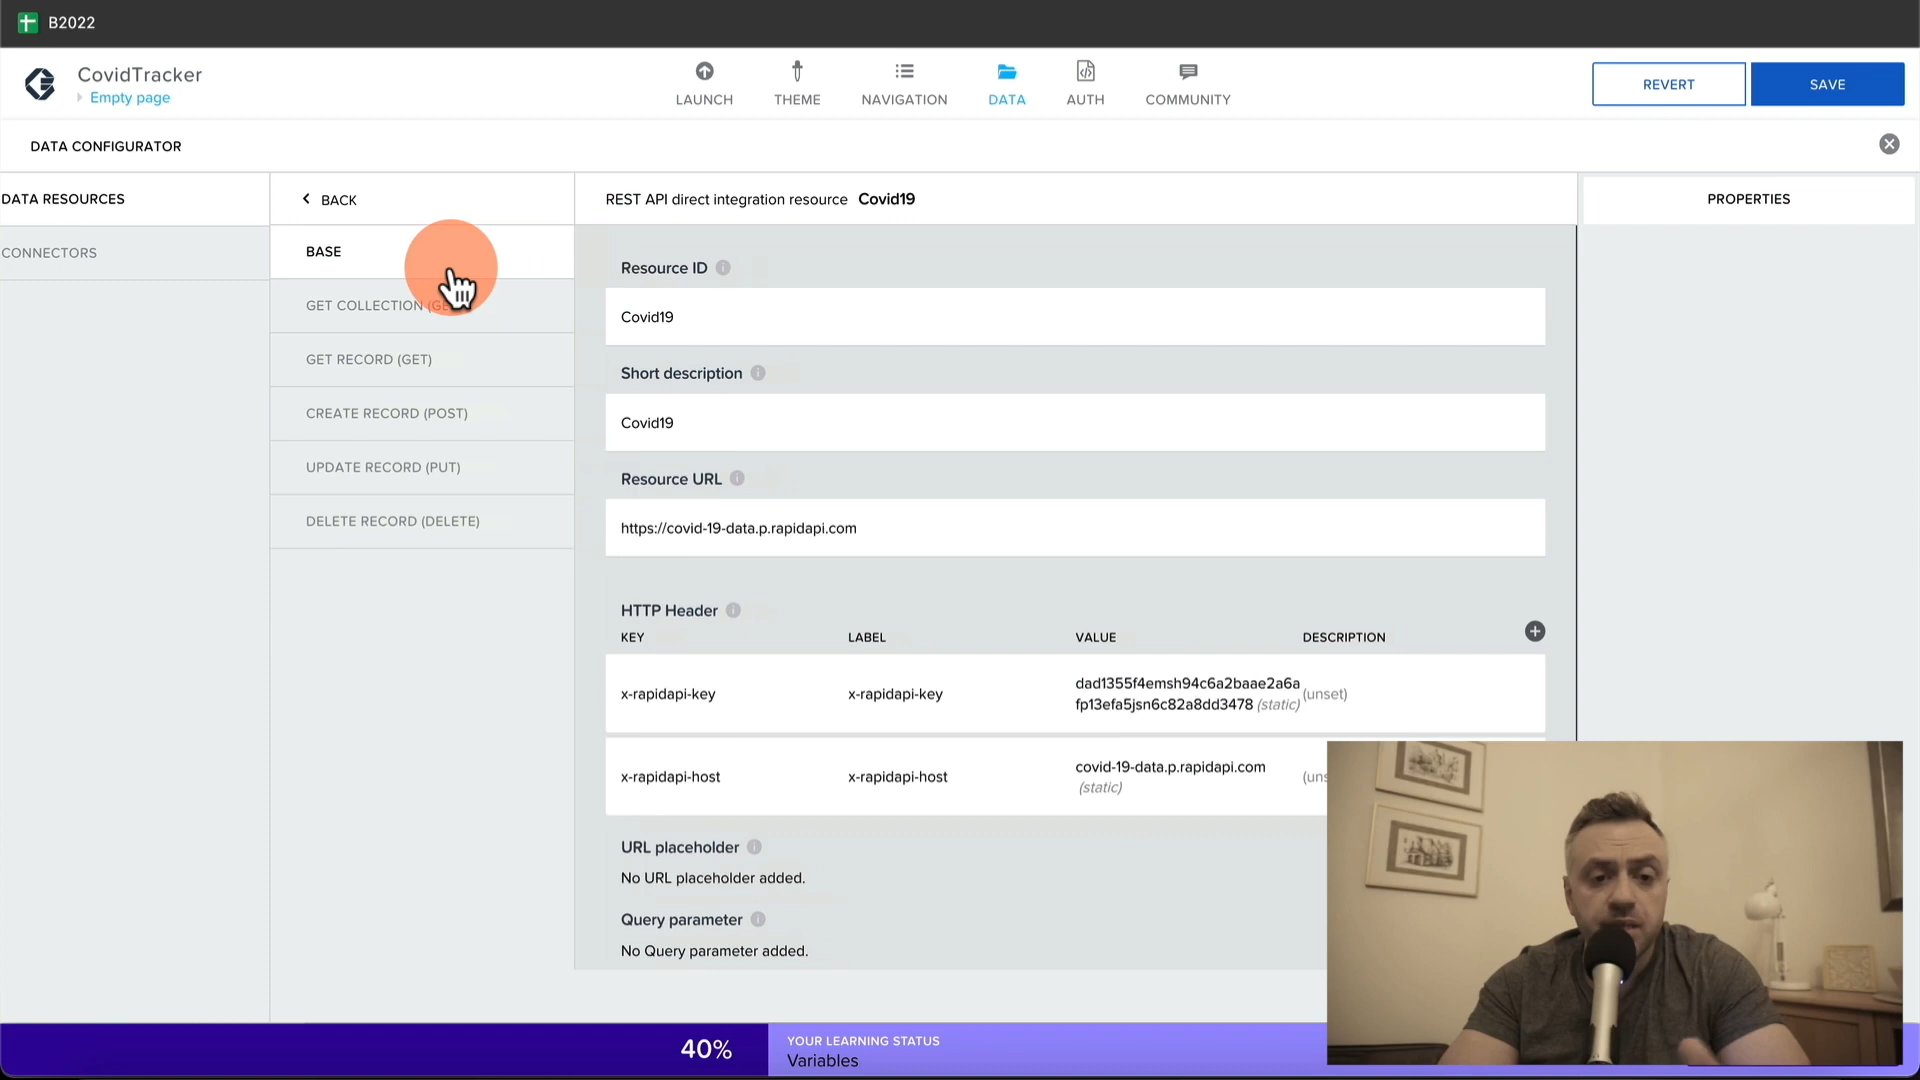 B2022
CovidTracker
Empty page
LAUNCH
THEME
NAVIGATION
DATA
AUTH
COMMUNITY
REVERT
SAVE
DATA CONFIGURATOR
DATA RESOURCES
CONNECTORS
BACK
BASE
GET COLLECTION (GE
GET RECORD (GET)
CREATE RECORD (POST)
UPDATE RECORD (PUT)
DELETE RECORD (DELETE)
REST API direct integration resource Covid19
PROPERTIES
Resource ID
Covid19
Short description
Covid19
Resource URL
https://covid-19-data.p.rapidapi.com
HTTP Header
KEY LABEL VALUE DESCRIPTION
x-rapidapi-key x-rapidapi-key dad1355f4emsh94c6a2baae2a6a (unset)
fp13efa5jsn6c82a8dd3478 (static)
x-rapidapi-host x-rapidapi-host covid-19-data.p.rapidapi.com (uns
(static)
URL placeholder
No URL placeholder added.
Query parameter
No Query parameter added.
40%
YOUR LEARNING STATUS
Variables